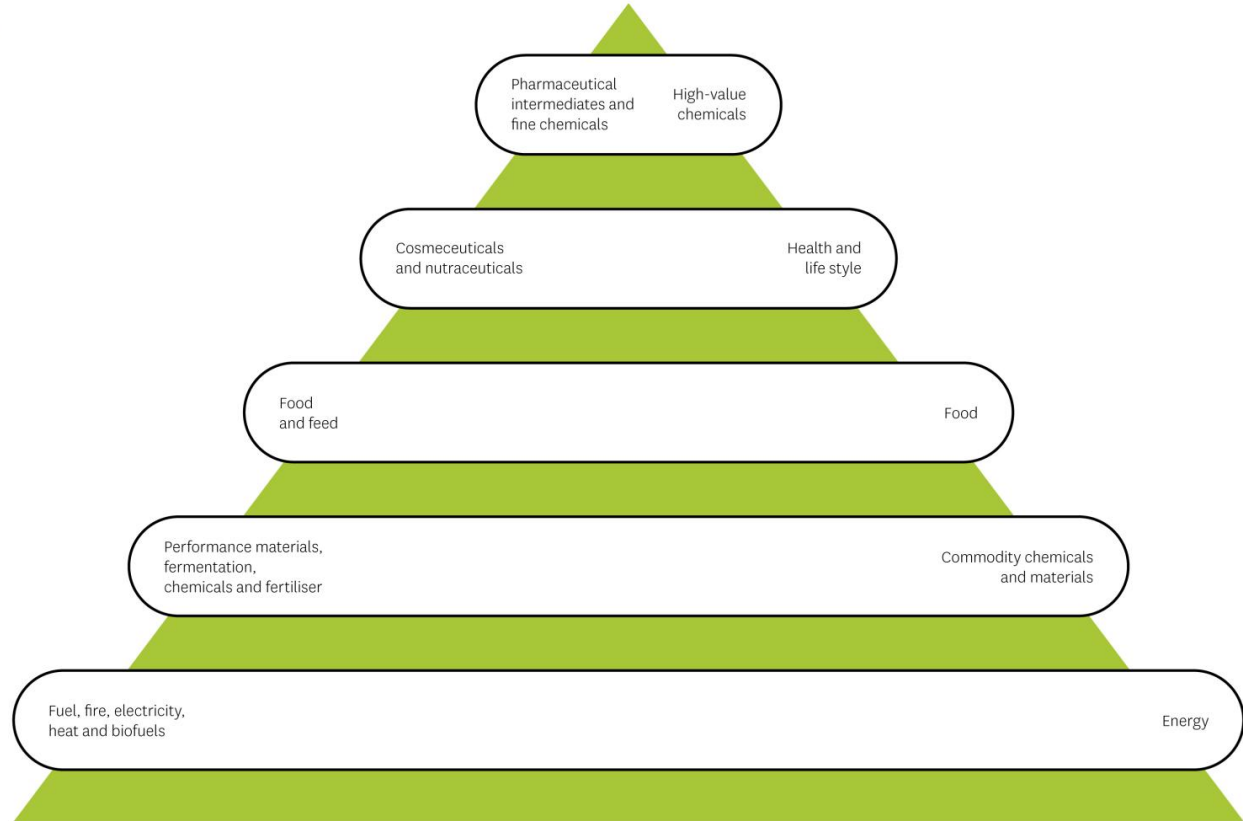 Pharmaceutical
intermediates and
fine chemicals
High-value
chemicals
Cosmeceuticals
and nutraceuticals
Health and
life style
Food
and feed
Food
Performance materials,
fermentation,
chemicals and fertiliser
Commodity chemicals
and materials
Fuel, fire, electricity,
heat and biofuels
Energy